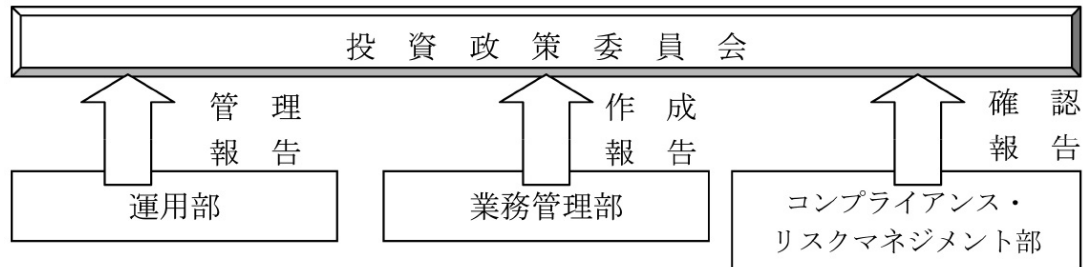 投資政策委員会
管理
報告
作成
報告
確認
報告
運用部
業務管理部
コンプライアンス・
リスクマネジメント部